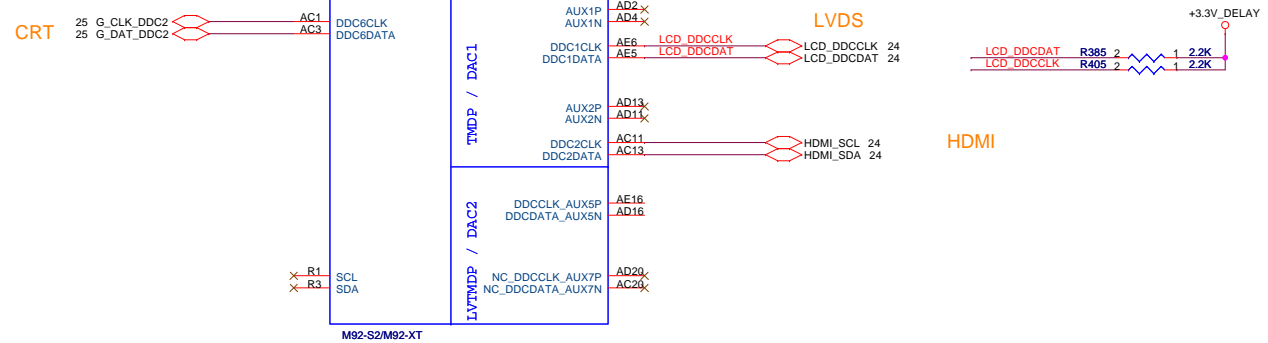 CRT
25 G_CLK_DDC2
25 G_DAT_DDC2
AC1
AC3
DDC6CLK
DDC6DATA
R1
R3
SCL
SDA
TMDP / DAC1
LVTMDP / DAC2
AUX1P
AUX1N
AD2
AD4
DDC1CLK
DDC1DATA
AE6
AE5
LCD_DDCCLK
LCD_DDCDAT
LCD_DDCCLK 24
LCD_DDCDAT 24
LVDS
AUX2P
AUX2N
AD13
AD11
DDC2CLK
DDC2DATA
AC11
AC13
HDMI_SCL 24
HDMI_SDA 24
HDMI
DDCCLK_AUX5P
DDCDATA_AUX5N
AE16
AD16
NC_DDCCLK_AUX7P
NC_DDCDATA_AUX7N
AD20
AC20
M92-S2/M92-XT
+3.3V_DELAY
LCD_DDCDAT R385 2 1 2.2K
LCD_DDCCLK R405 2 1 2.2K